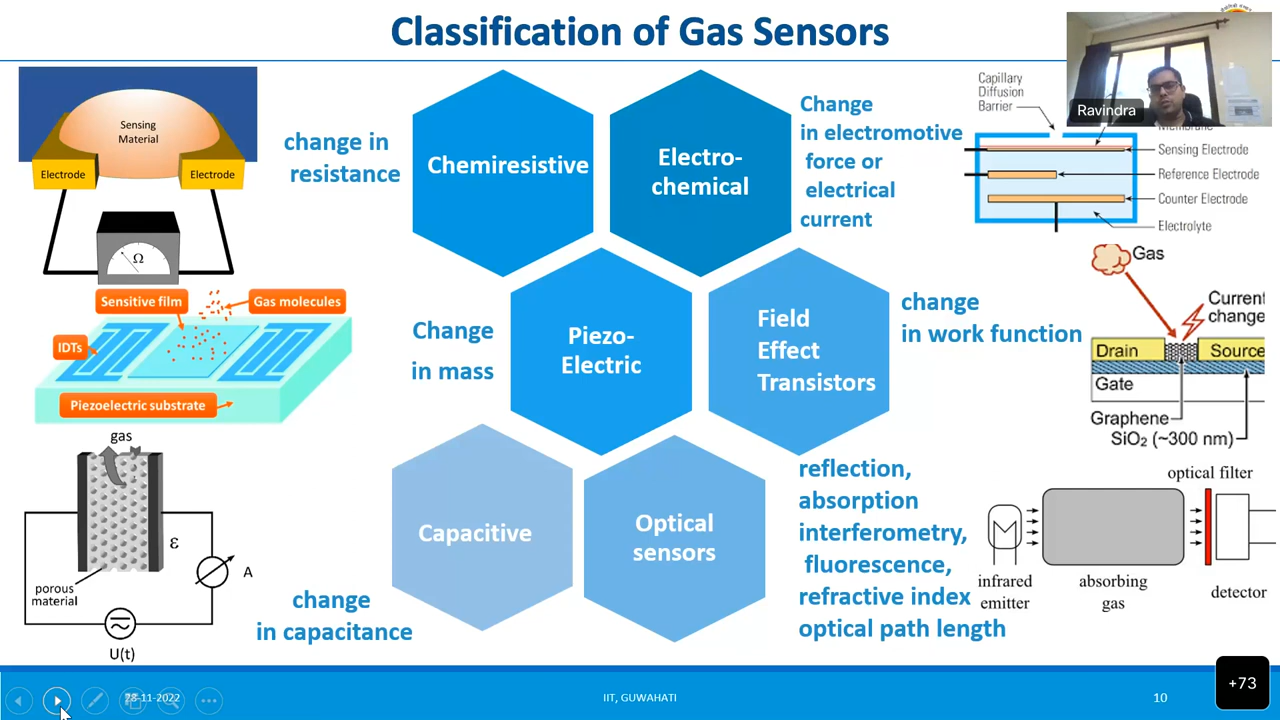 Classification of Gas Sensors
Ravindra
Sensing
Material
Electrode
Electrode
Ω
change in
resistance
Chemiresistive
Electro-
chemical
Change
in electromotive
force or
electrical
current
Capillary
Diffusion
Barrier
Membrane
Sensing Electrode
Reference Electrode
Counter Electrode
Electrolyte
Sensitive film
Gas molecules
IDTs
Piezoelectric substrate
Change
in mass
Piezo-
Electric
Field
Effect
Transistors
change
in work function
Gas
Current
change
Drain
Source
Gate
Graphene
SiO₂ (~300 nm)
gas
ε
porous
material
A
U(t)
change
in capacitance
Capacitive
Optical
sensors
reflection,
absorption
interferometry,
fluorescence,
refractive index
optical path length
optical filter
infrared
emitter
absorbing
gas
detector
28-11-2022
IIT, GUWAHATI
10
+73